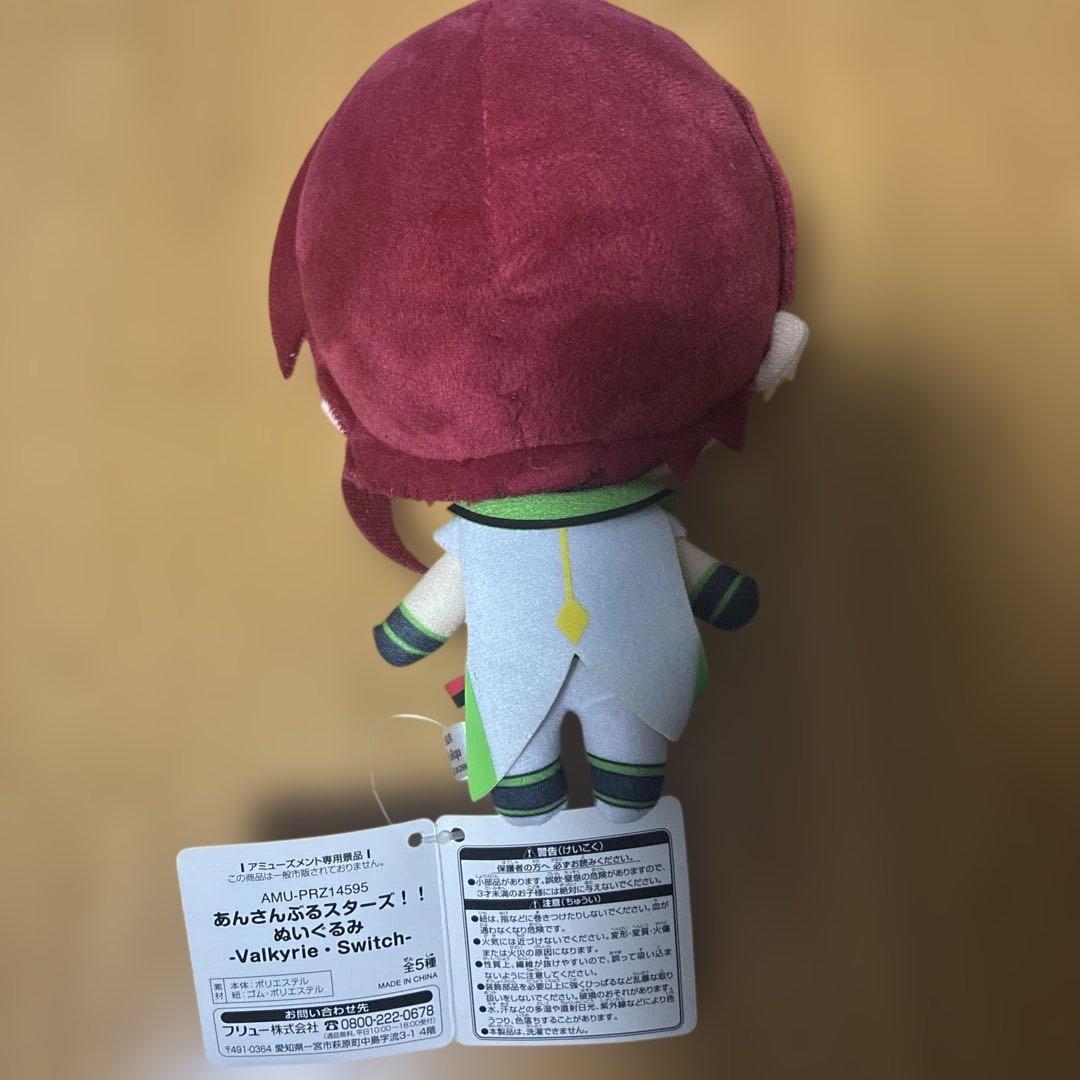 アミューズメント専用景品
この商品は一般市販されておりません。
AMU-PRZ14595
あんさんぶるスターズ！！
ぬいぐるみ
-Valkyrie・Switch-
全5種
MADE IN CHINA
素材
本体：ポリエステル
紐：ゴム・ポリエステル
お問い合わせ先
フリュー株式会社 ☎0800-222-0678
(通話無料、平日10:00～18:00受付)
〒491-0364 愛知県一宮市萩原町中島字流3-1 4階
⚠警告(けいこく)
保護者の方へ 必ずお読みください。
●小部品があります。誤飲・窒息の危険がありますので、
3才未満のお子様には絶対に与えないでください。
⚠注意(ちゅうい)
●紐は、指などに巻きつけたりしないでください。血が
通わなくなり危険です。
●火気には近づけないでください。変形・変質・火傷
または火災の原因になります。
●性質上、繊維が抜けやすいので、誤って吸い込ま
ないように注意してください。
●装飾部品を必要以上に強くひっぱるなど乱暴な取り
扱いをしないでください。破損のおそれがあります。
●水、汗などの多湿や直射日光、紫外線などにより色
うつり、色落ちすることがあります。
●本製品は、洗濯できません。